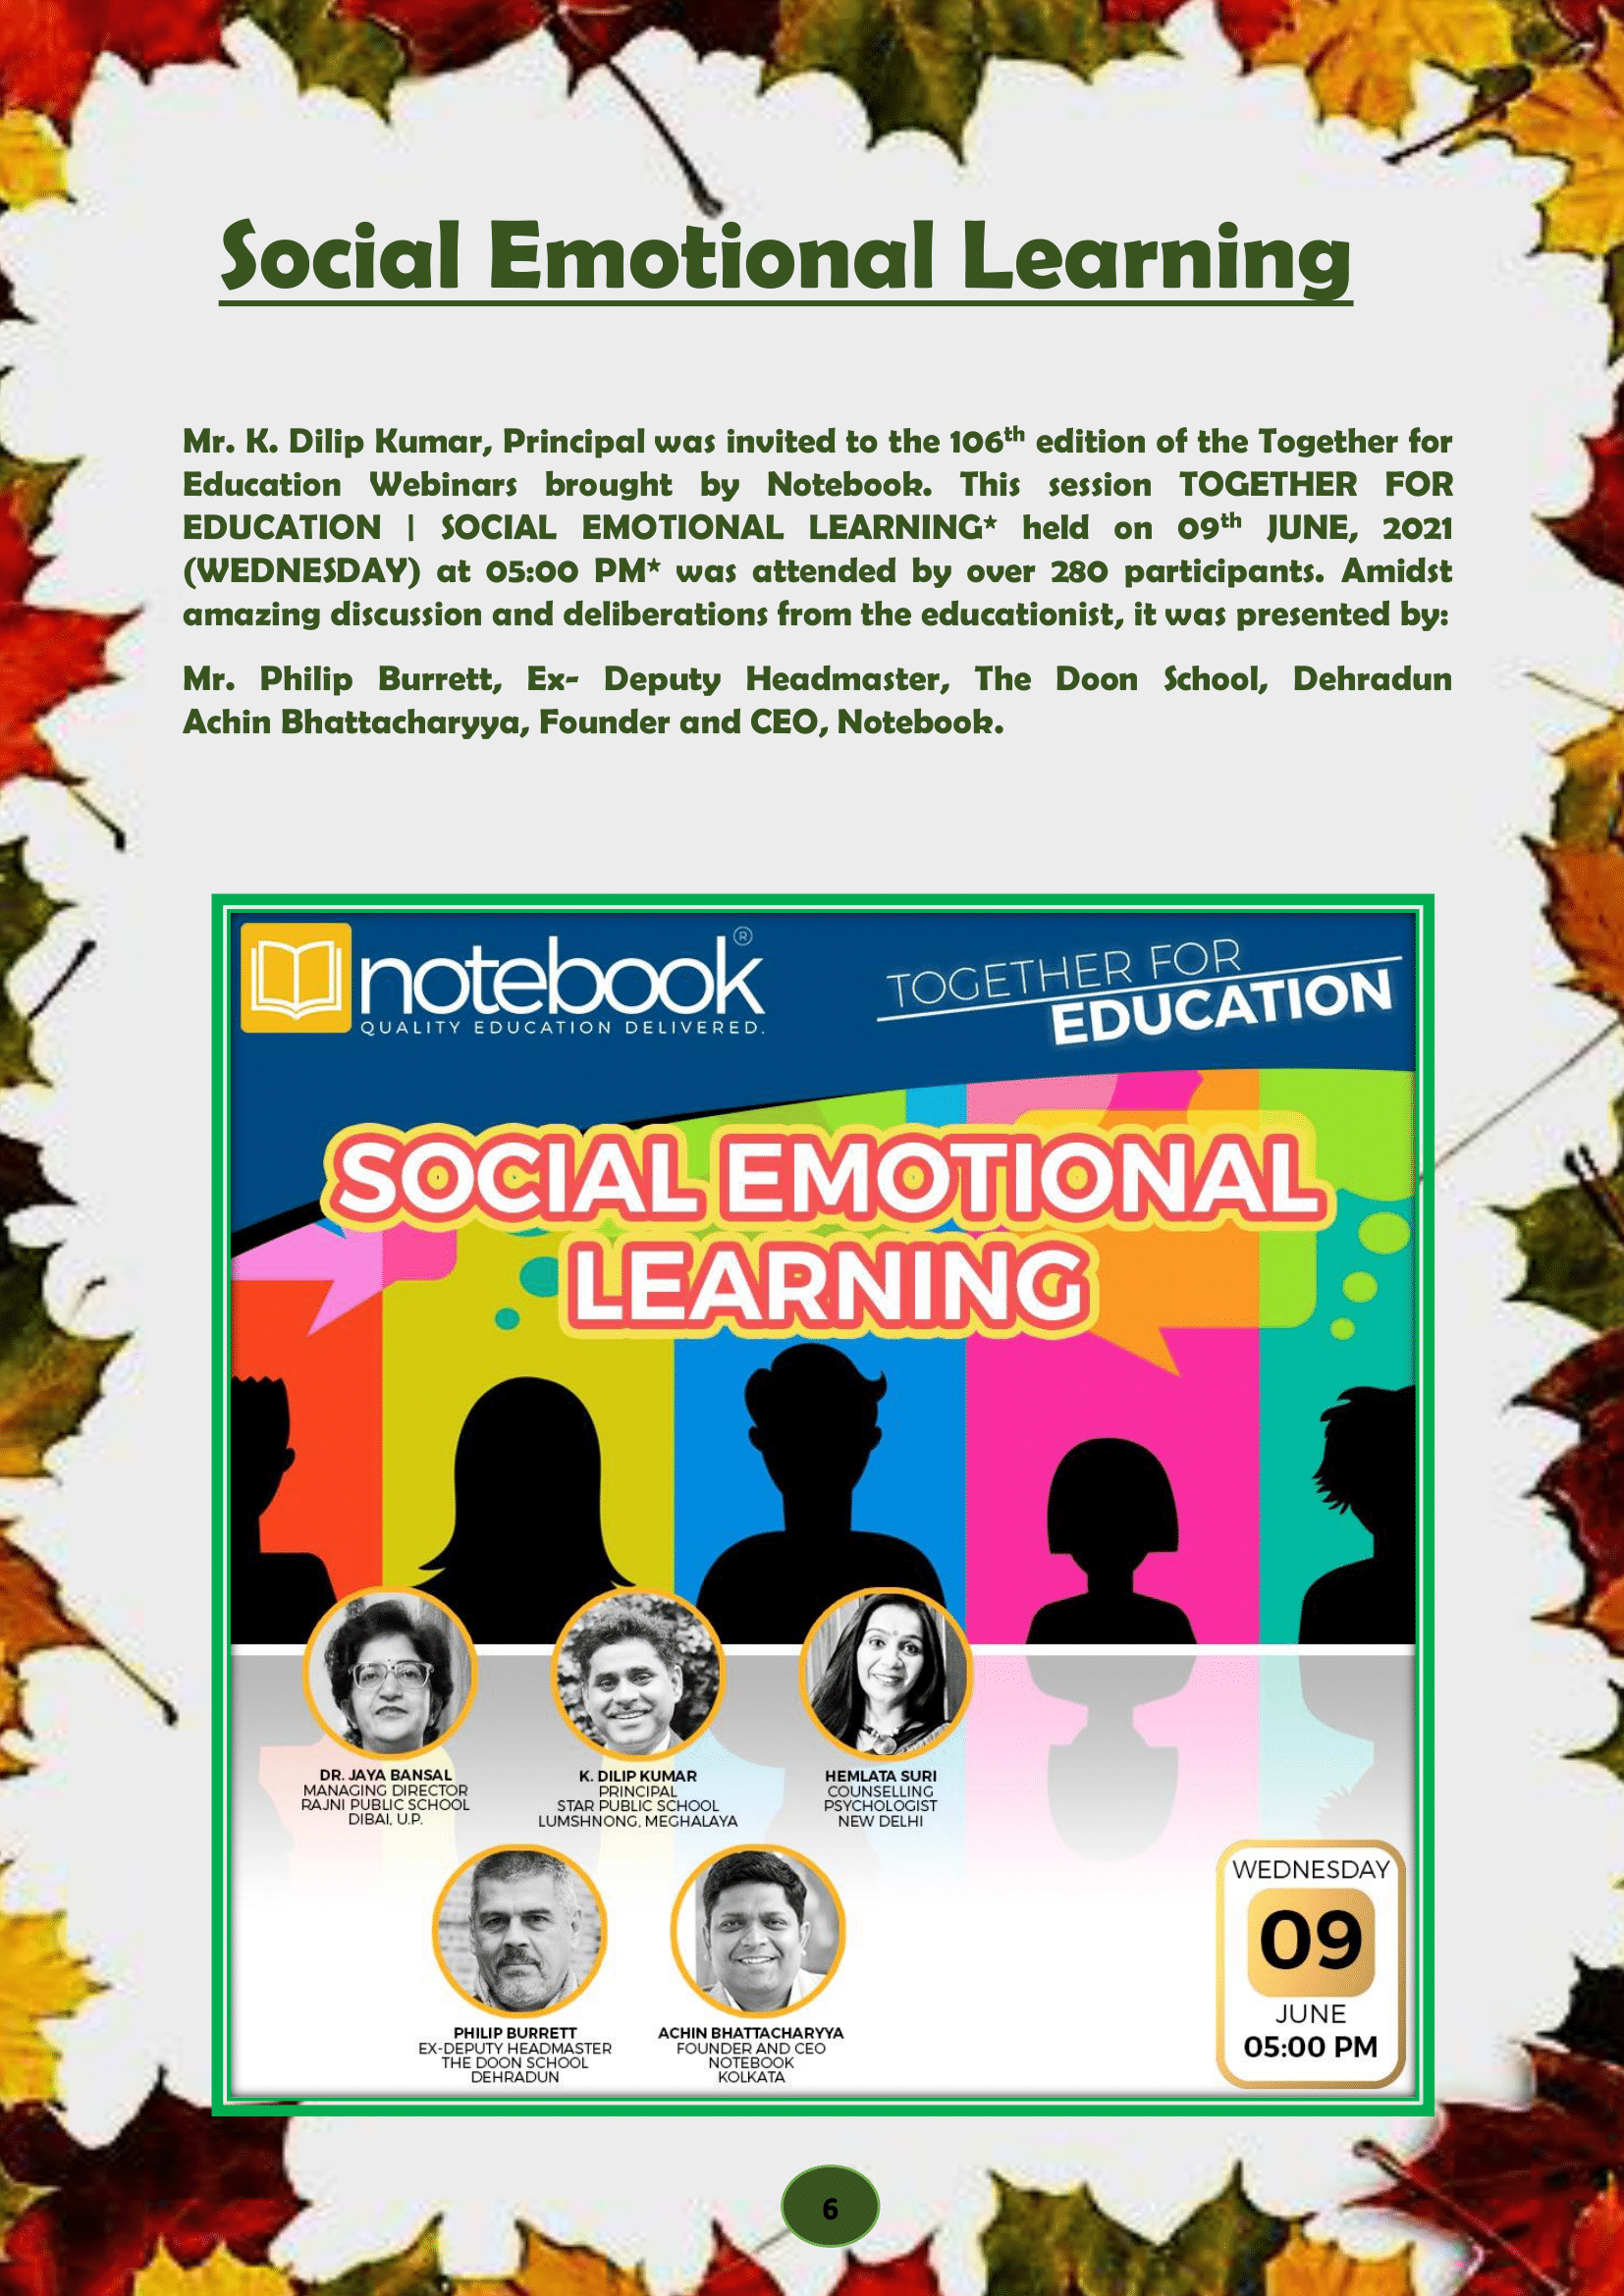 Social Emotional Learning
Mr. K. Dilip Kumar, Principal was invited to the 106th edition of the Together for
Education Webinars brought by Notebook. This session TOGETHER FOR
EDUCATION | SOCIAL EMOTIONAL LEARNING* held on 09th JUNE, 2021
(WEDNESDAY) at 05:00 PM* was attended by over 280 participants. Amidst
amazing discussion and deliberations from the educationist, it was presented by:
Mr. Philip Burrett, Ex- Deputy Headmaster, The Doon School, Dehradun
Achin Bhattacharyya, Founder and CEO, Notebook.
notebook®
QUALITY EDUCATION DELIVERED.
TOGETHER FOR
EDUCATION
SOCIAL EMOTIONAL
LEARNING
DR. JAYA BANSAL
MANAGING DIRECTOR
RAJNI PUBLIC SCHOOL
DIBAI, U.P.
K. DILIP KUMAR
PRINCIPAL
STAR PUBLIC SCHOOL
LUMSHNONG, MEGHALAYA
HEMLATA SURI
COUNSELLING
PSYCHOLOGIST
NEW DELHI
PHILIP BURRETT
EX-DEPUTY HEADMASTER
THE DOON SCHOOL
DEHRADUN
ACHIN BHATTACHARYYA
FOUNDER AND CEO
NOTEBOOK
KOLKATA
WEDNESDAY
09
JUNE
05:00 PM
6